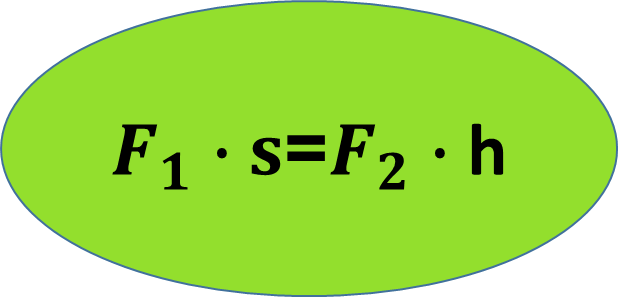 F₁ · s=F₂ · h